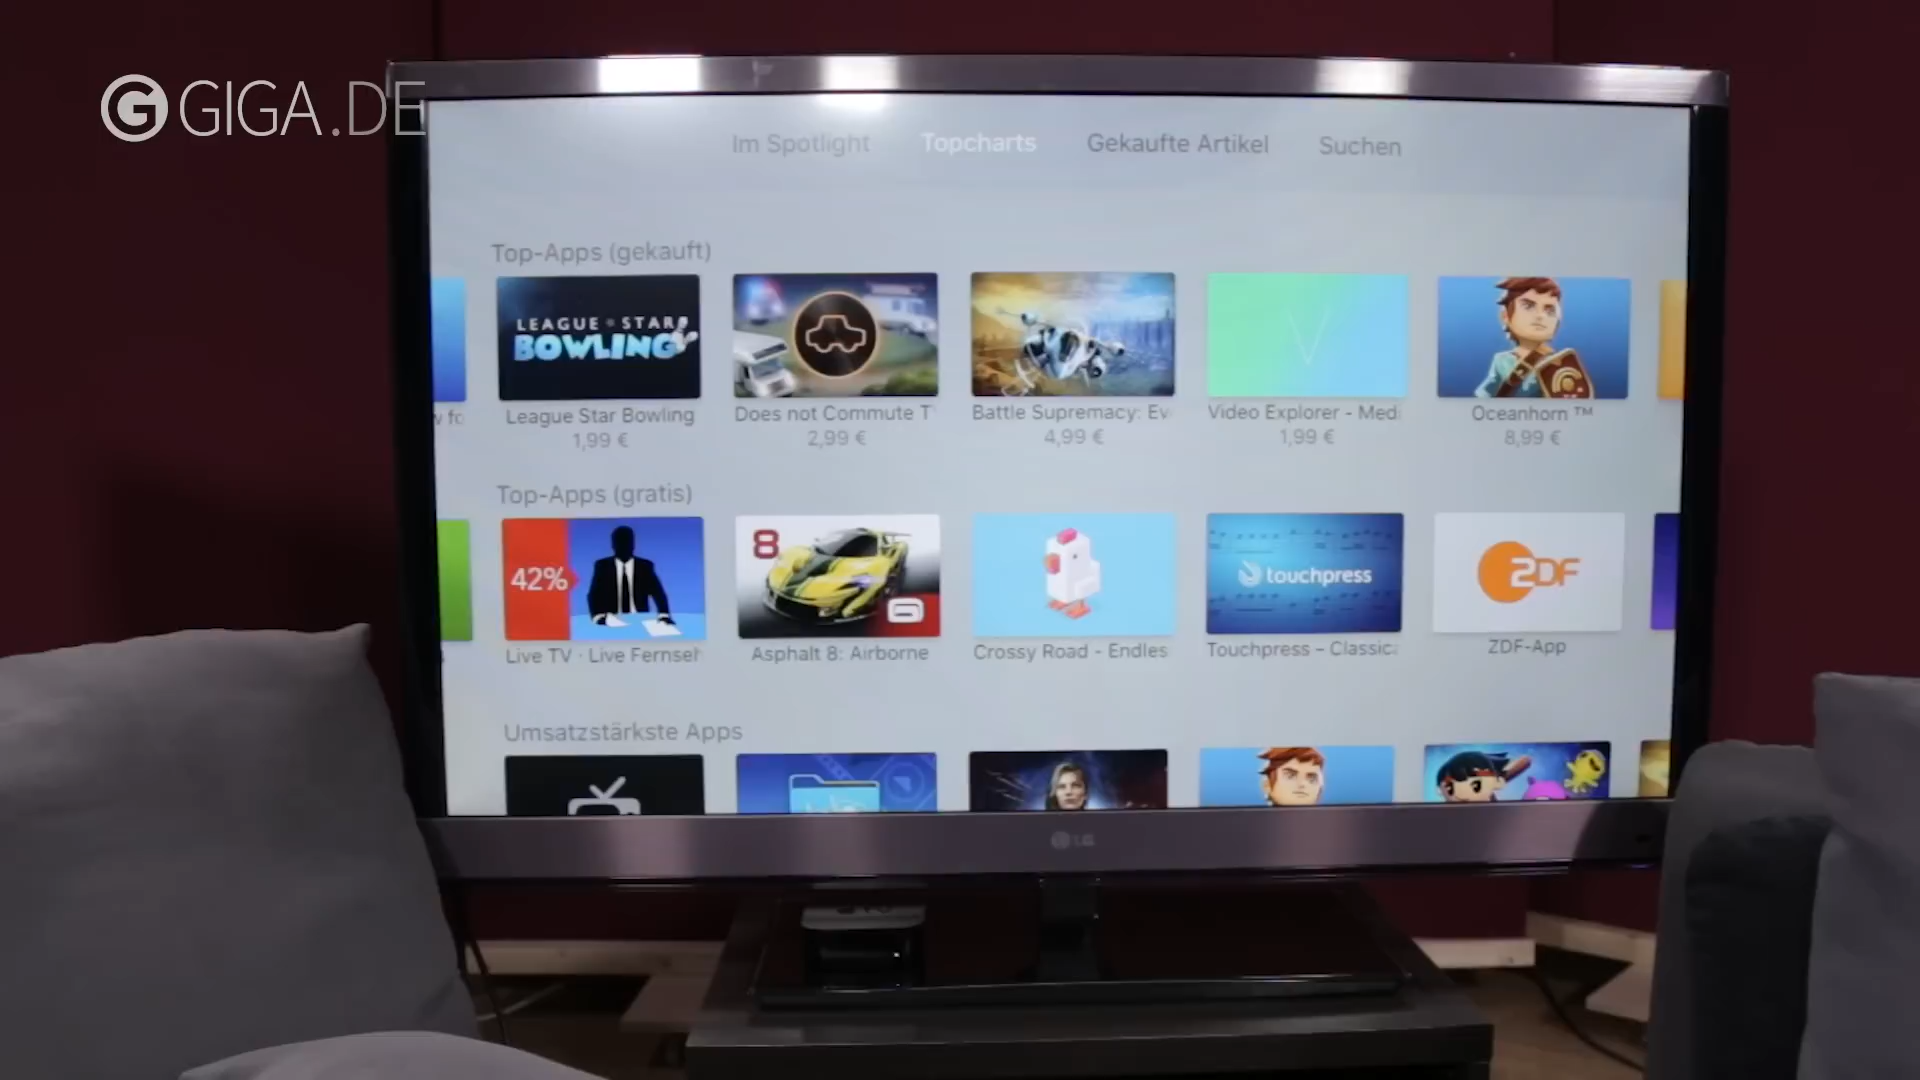 GIGA.DE
Im Spotlight Topcharts Gekaufte Artikel Suchen
Top-Apps (gekauft)
LEAGUE STAR
BOWLING
League Star Bowling
Does not Commute T
Battle Supremacy: Ev
Video Explorer - Med
Oceanhorn ™
1,99 €
2,99 €
4,99 €
1,99 €
8,99 €
Top-Apps (gratis)
42%
8
touchpress
ZDF
Live TV · Live Fernseh
Asphalt 8: Airborne
Crossy Road - Endles
Touchpress – Classic
ZDF-App
Umsatzstärkste Apps
LG